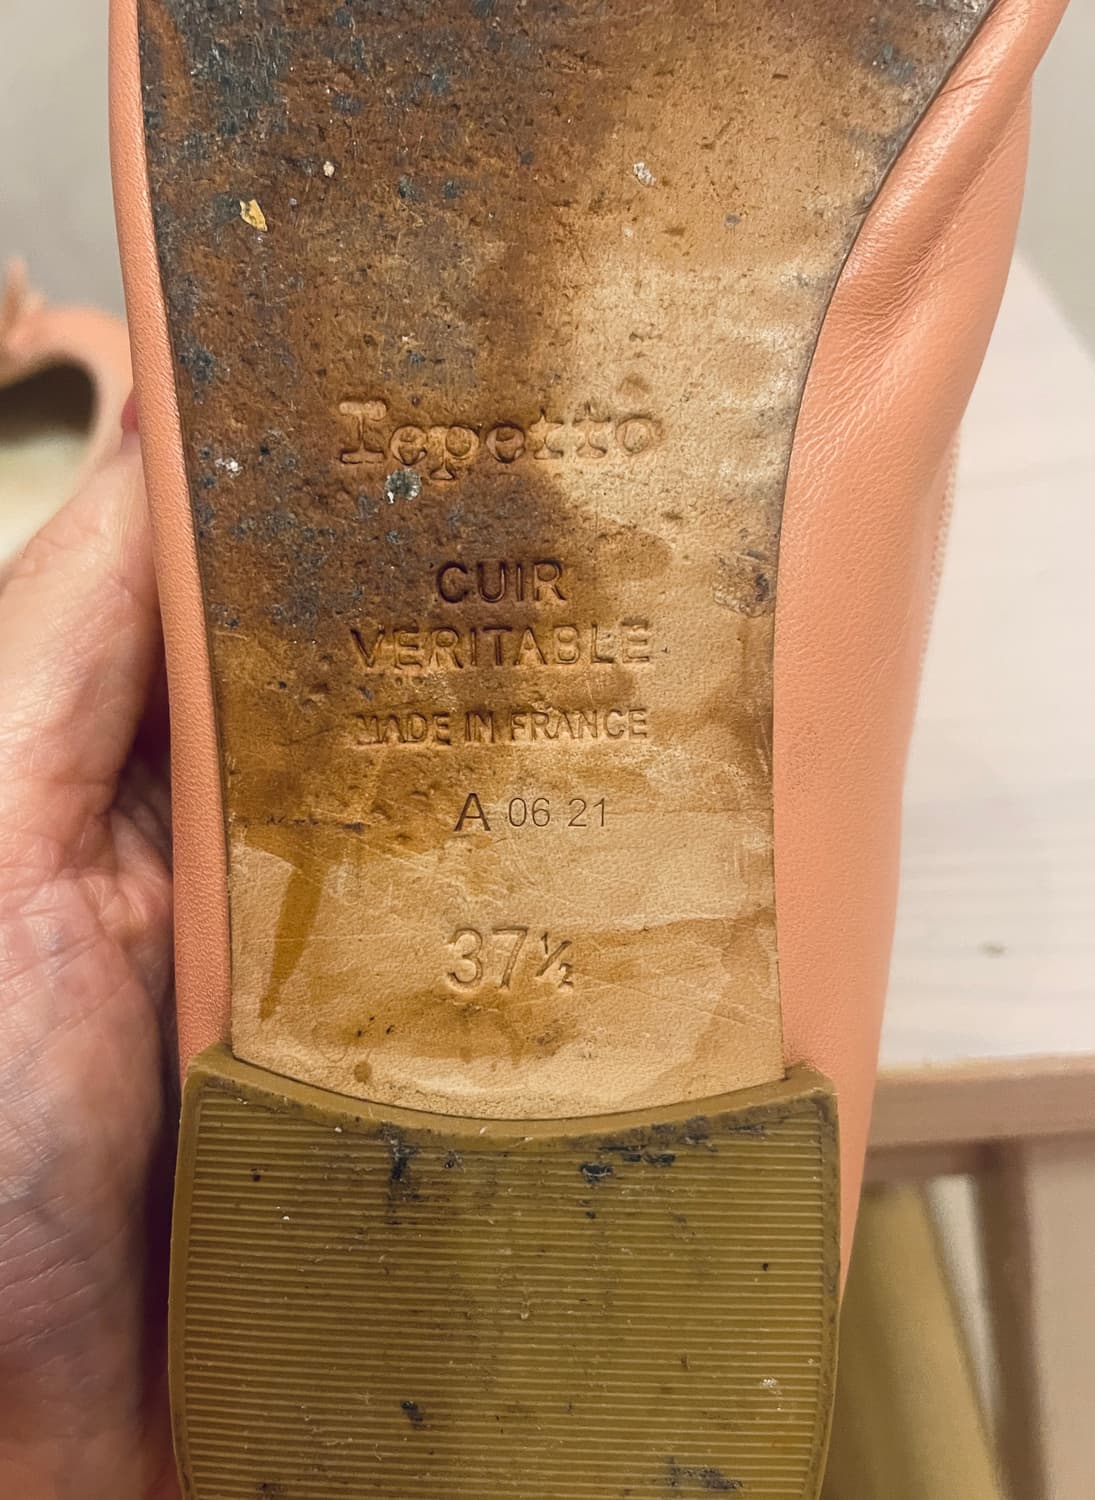 repetto
CUIR
VERITABLE
MADE IN FRANCE
A 06 21
37½